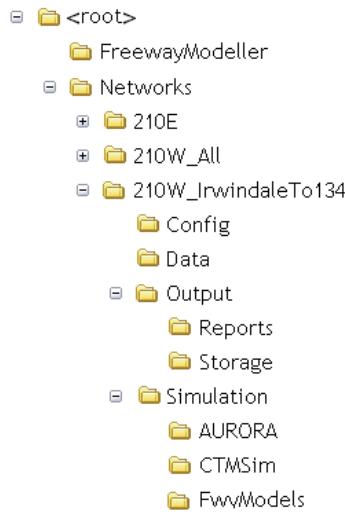 <root>
FreewayModeller
Networks
210E
210W_All
210W_IrwindaleTo134
Config
Data
Output
Reports
Storage
Simulation
AURORA
CTMSim
FwyModels